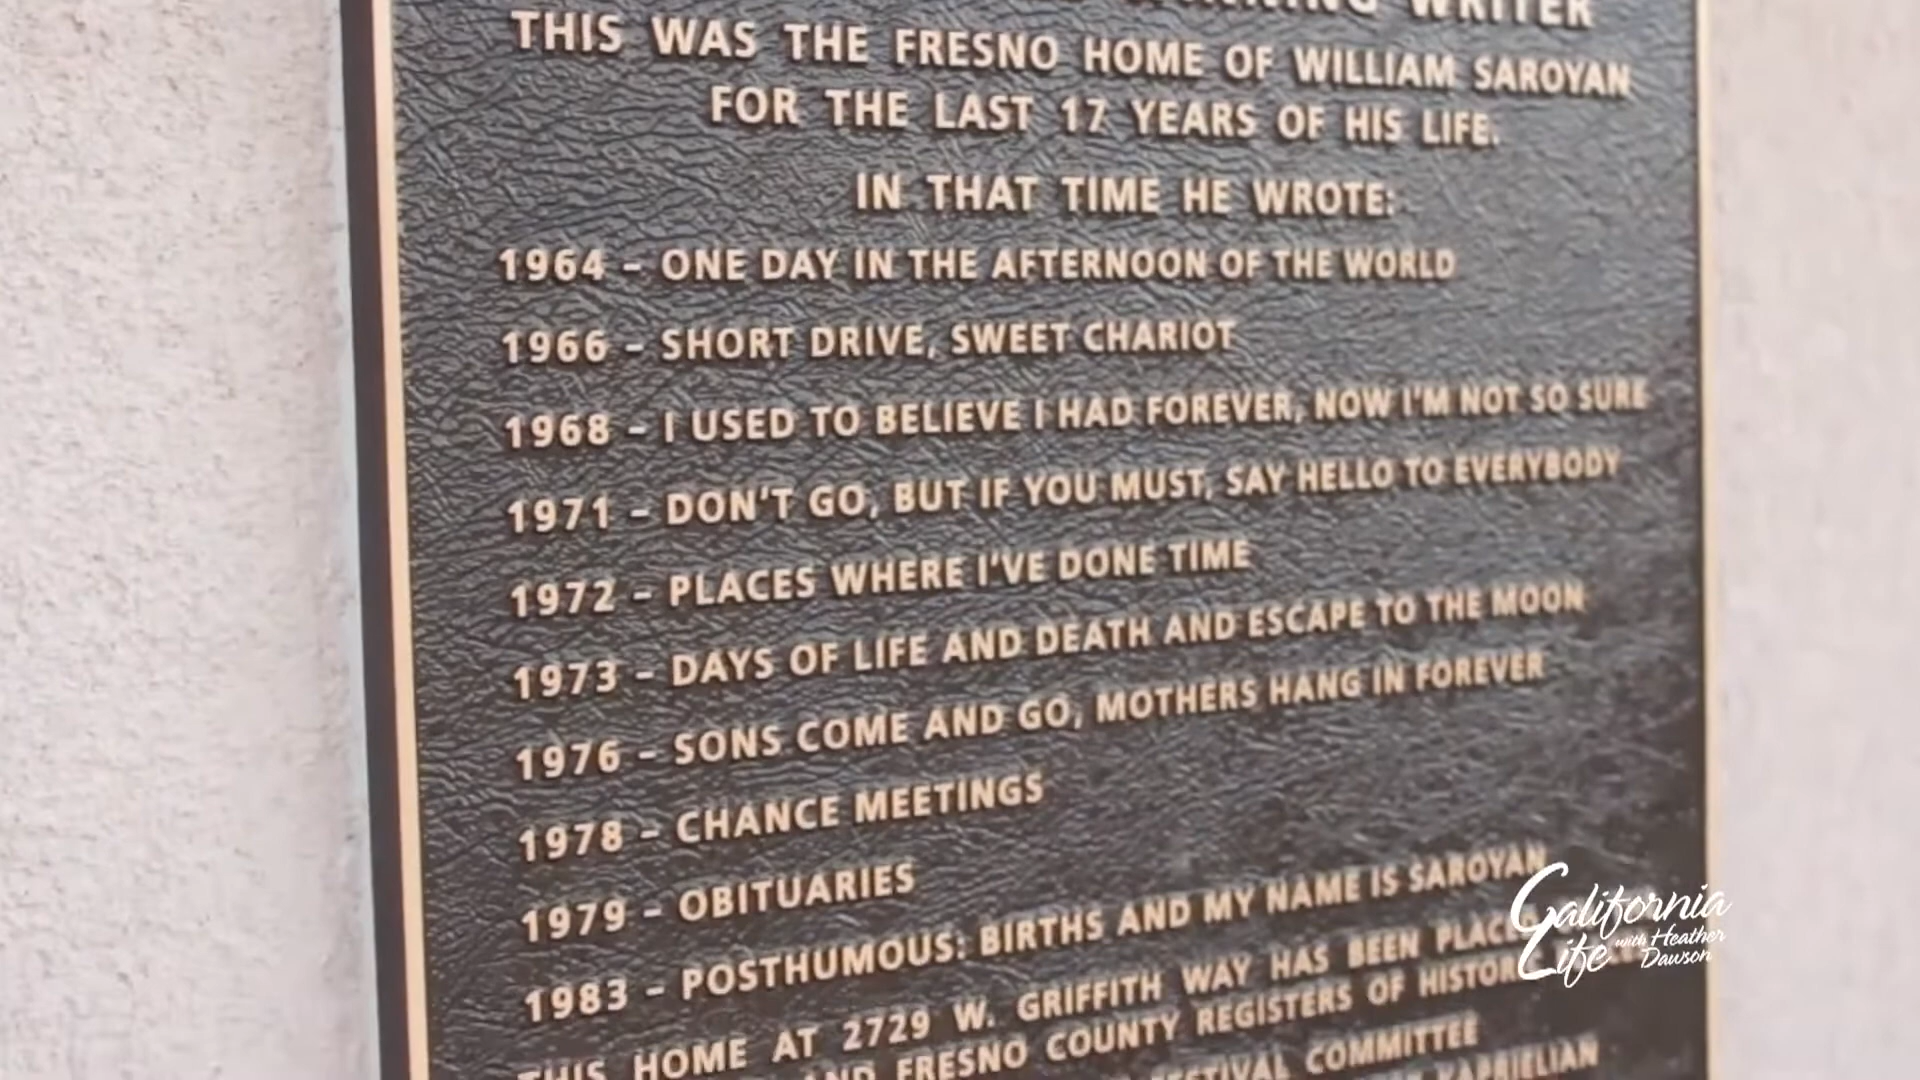 WRITER
THIS WAS THE FRESNO HOME OF WILLIAM SAROYAN
FOR THE LAST 17 YEARS OF HIS LIFE.
IN THAT TIME HE WROTE:
1964 – ONE DAY IN THE AFTERNOON OF THE WORLD
1966 – SHORT DRIVE, SWEET CHARIOT
1968 – I USED TO BELIEVE I HAD FOREVER, NOW I'M NOT SO SURE
1971 – DON'T GO, BUT IF YOU MUST, SAY HELLO TO EVERYBODY
1972 – PLACES WHERE I'VE DONE TIME
1973 – DAYS OF LIFE AND DEATH AND ESCAPE TO THE MOON
1976 – SONS COME AND GO, MOTHERS HANG IN FOREVER
1978 – CHANCE MEETINGS
1979 – OBITUARIES
1983 – POSTHUMOUS: BIRTHS AND MY NAME IS SAROYAN
THIS HOME AT 2729 W. GRIFFITH WAY HAS BEEN
AND FRESNO COUNTY REGISTERS OF
COMMITTEE
California
Life with Heather
Dawson